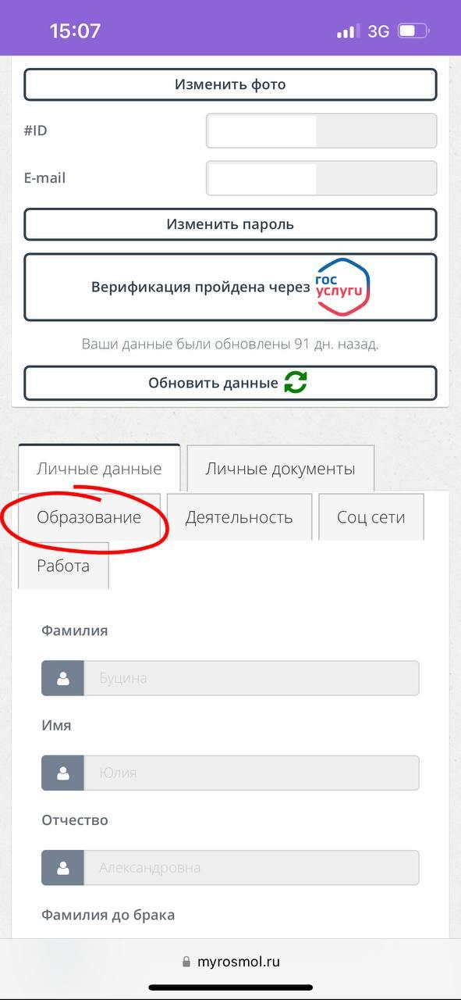 15:07
3G
Изменить фото
#ID
E-mail
Изменить пароль
Верификация пройдена через гос
услуги
Ваши данные были обновлены 91 дн. назад.
Обновить данные
Личные данные Личные документы
Образование Деятельность Соц сети
Работа
Фамилия
Буцина
Имя
Юлия
Отчество
Александровна
Фамилия до брака
myrosmol.ru